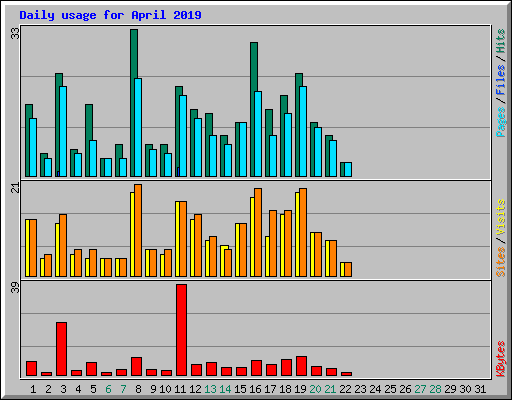 Daily usage for April 2019
33
Pages / Files / Hits
21
Sites / Visits
39
KBytes
1 2 3 4 5 6 7 8 9 10 11 12 13 14 15 16 17 18 19 20 21 22 23 24 25 26 27 28 29 30 31